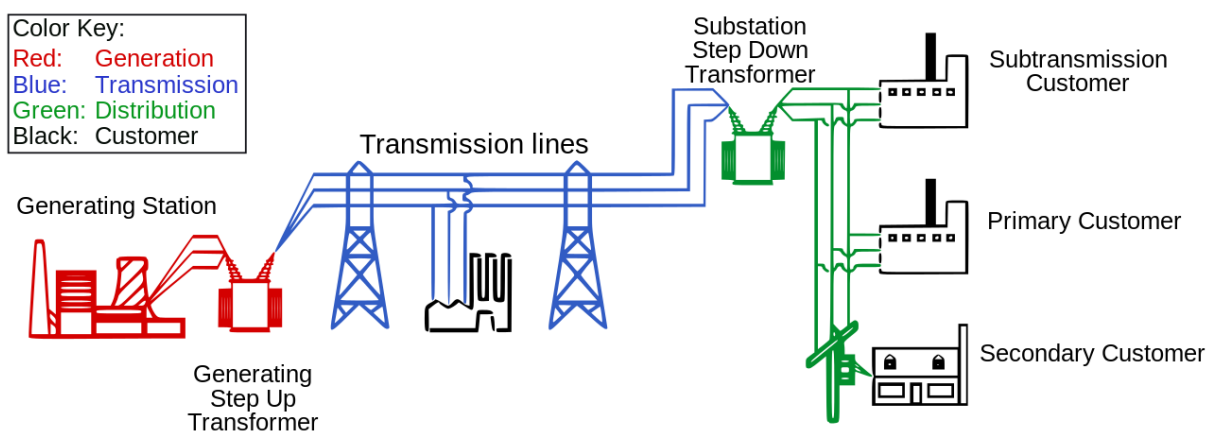 Color Key:
Red: Generation
Blue: Transmission
Green: Distribution
Black: Customer
Substation
Step Down
Transformer
Subtransmission
Customer
Transmission lines
Generating Station
Primary Customer
Secondary Customer
Generating
Step Up
Transformer